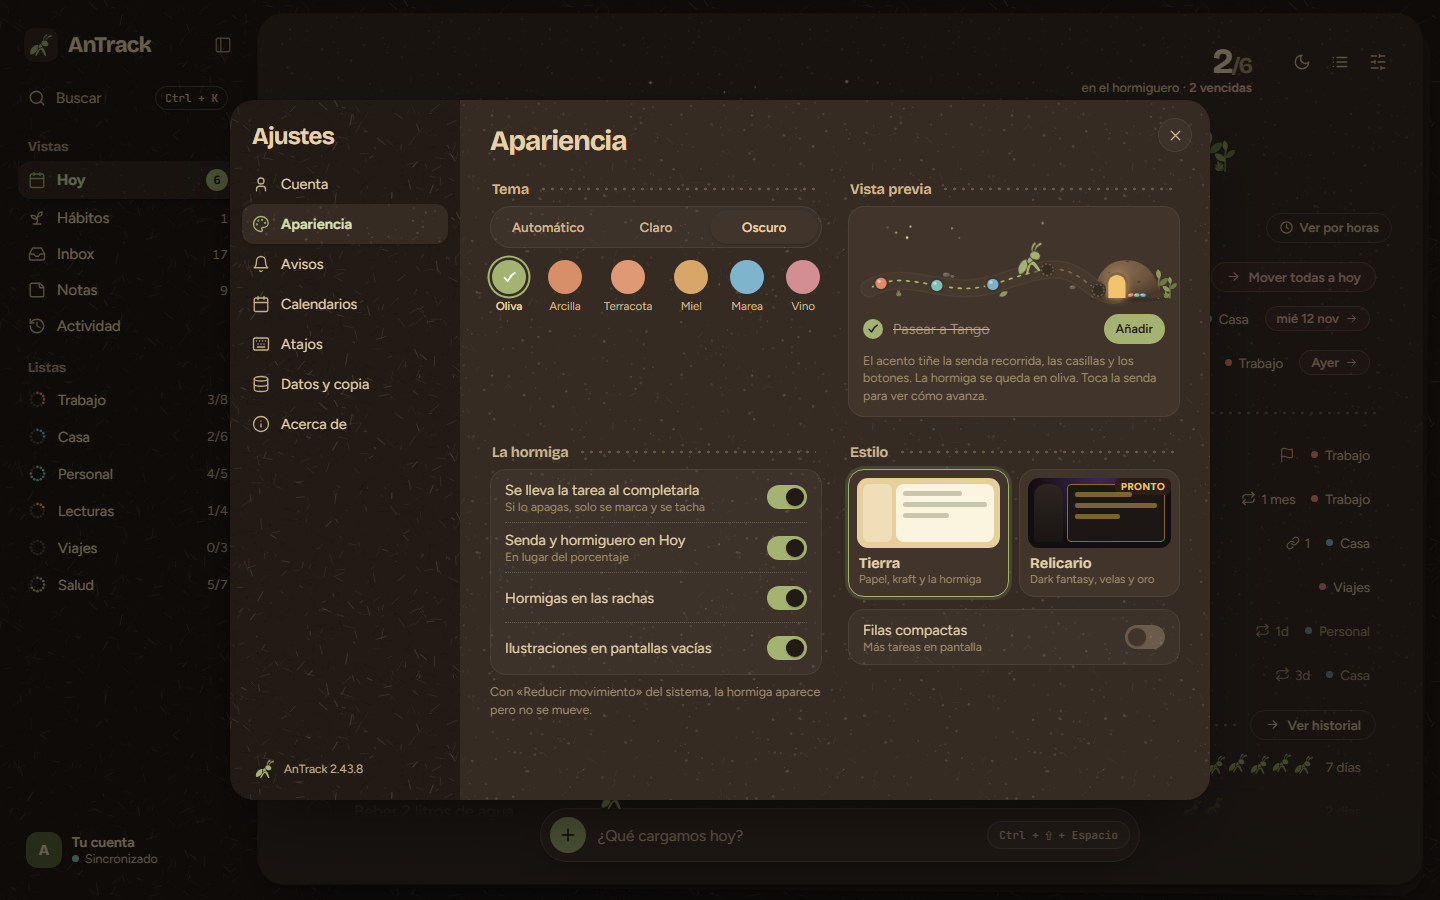 AnTrack
Buscar
Ctrl + K
Vistas
Hoy
6
Hábitos
1
Inbox
17
Notas
9
Actividad
Listas
Trabajo
3/8
Casa
2/6
Personal
4/5
Lecturas
1/4
Viajes
0/3
Salud
5/7
A
Tu cuenta
Sincronizado
Ajustes
Cuenta
Apariencia
Avisos
Calendarios
Atajos
Datos y copia
Acerca de
AnTrack 2.43.8
Apariencia
Tema
Automático
Claro
Oscuro
Oliva
Arcilla
Terracota
Miel
Marea
Vino
Vista previa
Pasear a Tango
Añadir
El acento tiñe la senda recorrida, las casillas y los
botones. La hormiga se queda en oliva. Toca la senda
para ver cómo avanza.
La hormiga
Se lleva la tarea al completarla
Si lo apagas, solo se marca y se tacha
Senda y hormiguero en Hoy
En lugar del porcentaje
Hormigas en las rachas
Ilustraciones en pantallas vacías
Con «Reducir movimiento» del sistema, la hormiga aparece
pero no se mueve.
Estilo
Tierra
Papel, kraft y la hormiga
PRONTO
Relicario
Dark fantasy, velas y oro
Filas compactas
Más tareas en pantalla
2/6
en el hormiguero · 2 vencidas
Ver por horas
Mover todas a hoy
Casa
mié 12 nov →
Trabajo
Ayer →
Trabajo
1 mes
Trabajo
1
Casa
Viajes
1d
Personal
3d
Casa
Ver historial
7 días
Beber 2 litros de agua
¿Qué cargamos hoy?
Ctrl + ⇧ + Espacio